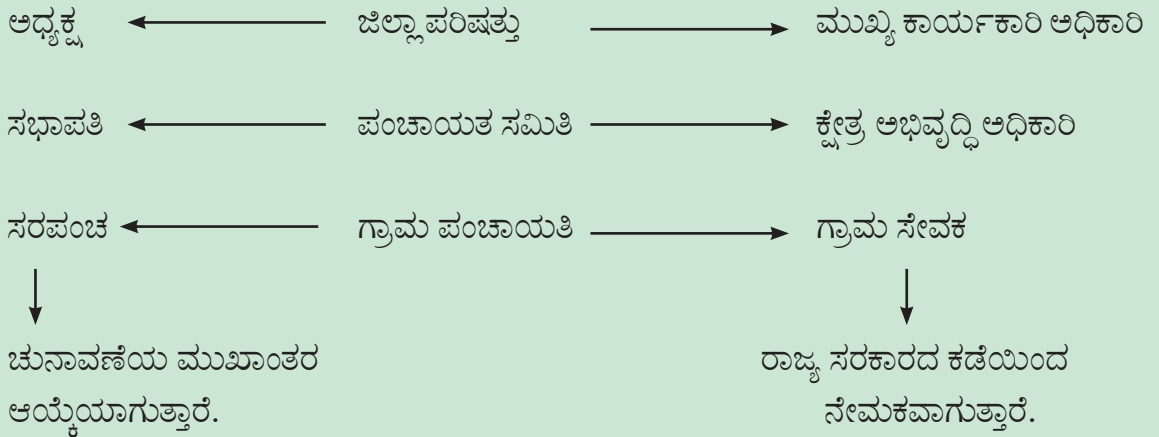 ಅಧ್ಯಕ್ಷ ಜಿಲ್ಲಾ ಪರಿಷತ್ತು ಮುಖ್ಯ ಕಾರ್ಯಕಾರಿ ಅಧಿಕಾರಿ
ಸಭಾಪತಿ ಪಂಚಾಯತ ಸಮಿತಿ ಕ್ಷೇತ್ರ ಅಭಿವೃದ್ಧಿ ಅಧಿಕಾರಿ
ಸರಪಂಚ ಗ್ರಾಮ ಪಂಚಾಯತಿ ಗ್ರಾಮ ಸೇವಕ
ಚುನಾವಣೆಯ ಮುಖಾಂತರ
ಆಯ್ಕೆಯಾಗುತ್ತಾರೆ.
ರಾಜ್ಯ ಸರಕಾರದ ಕಡೆಯಿಂದ
ನೇಮಕವಾಗುತ್ತಾರೆ.